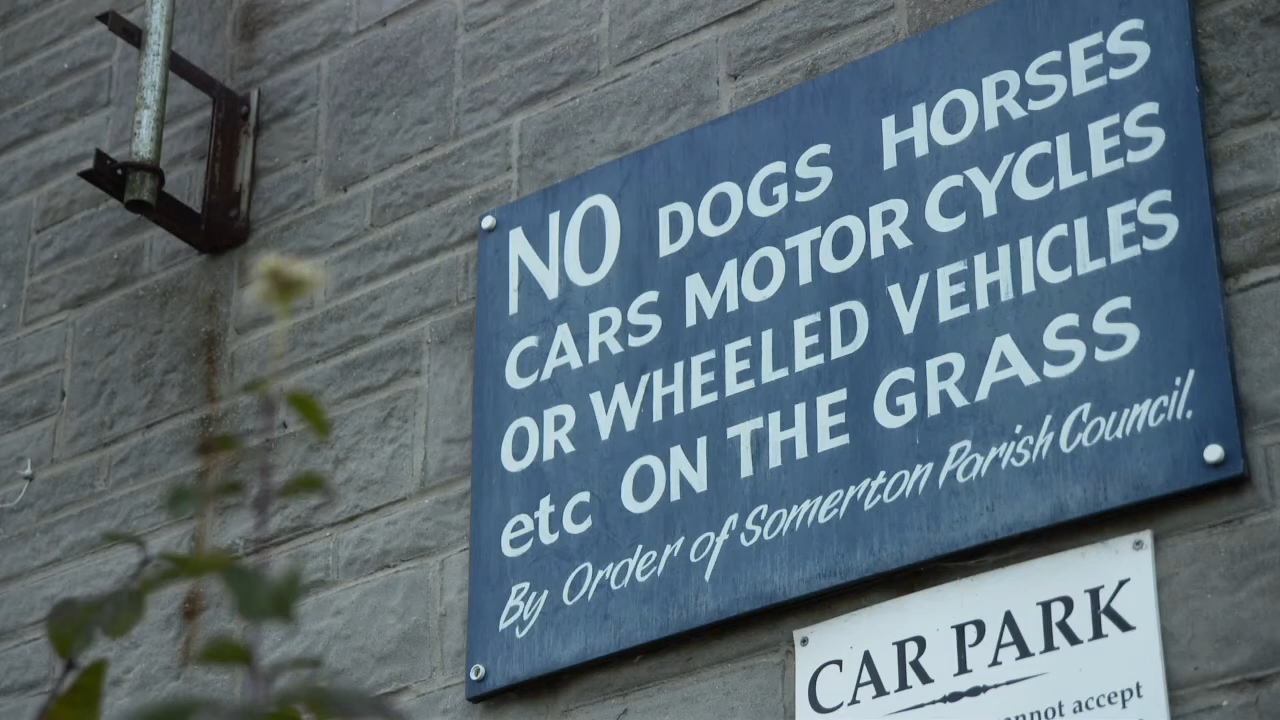 NO DOGS HORSES
CARS MOTOR CYCLES
OR WHEELED VEHICLES
etc ON THE GRASS
By Order of Somerton Parish Council.
CAR PARK
accept